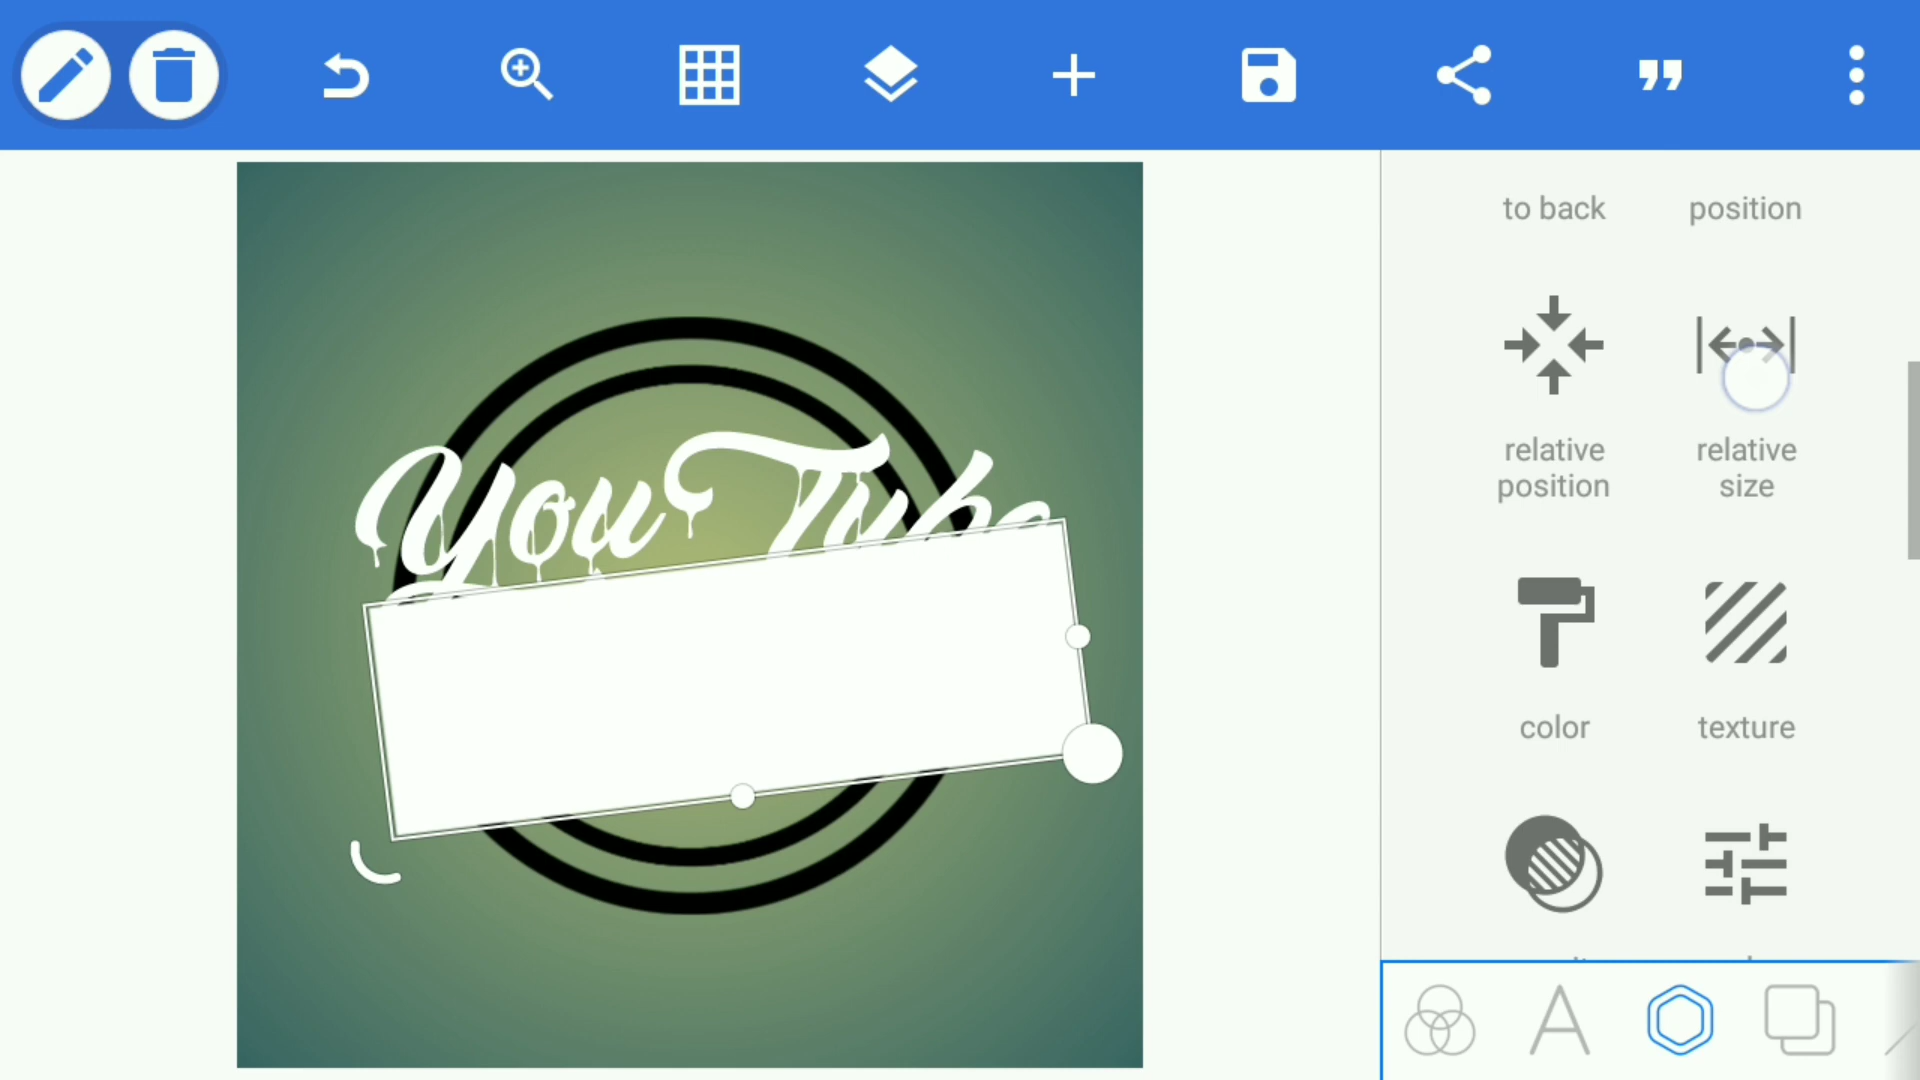 to back
position
relative
position
relative
size
You Tube
color
texture